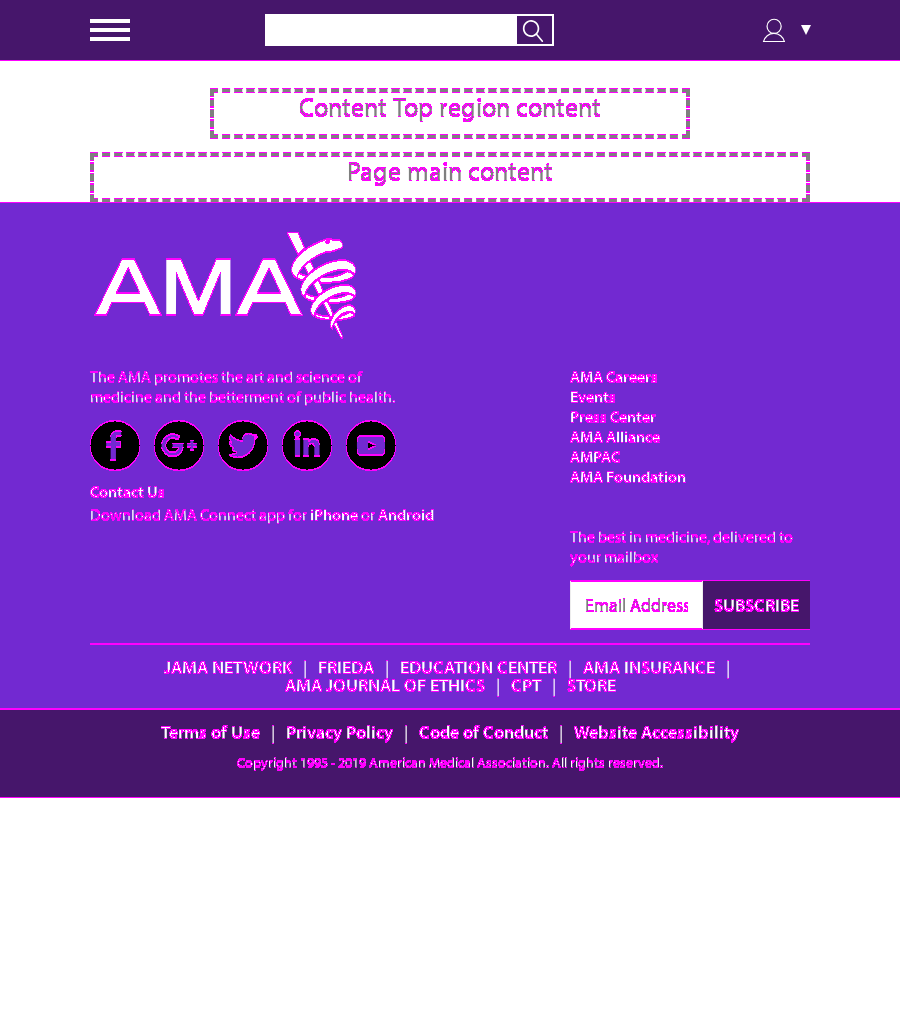 Content Top region content
Page main content
AMA
The AMA promotes the art and science of
medicine and the betterment of public health.
Contact Us
Download AMA Connect app for iPhone or Android
AMA Careers
Events
Press Center
AMA Alliance
AMPAC
AMA Foundation
The best in medicine, delivered to
your mailbox
Email Address SUBSCRIBE
JAMA NETWORK | FRIEDA | EDUCATION CENTER | AMA INSURANCE |
AMA JOURNAL OF ETHICS | CPT | STORE
Terms of Use | Privacy Policy | Code of Conduct | Website Accessibility
Copyright 1995 - 2019 American Medical Association. All rights reserved.